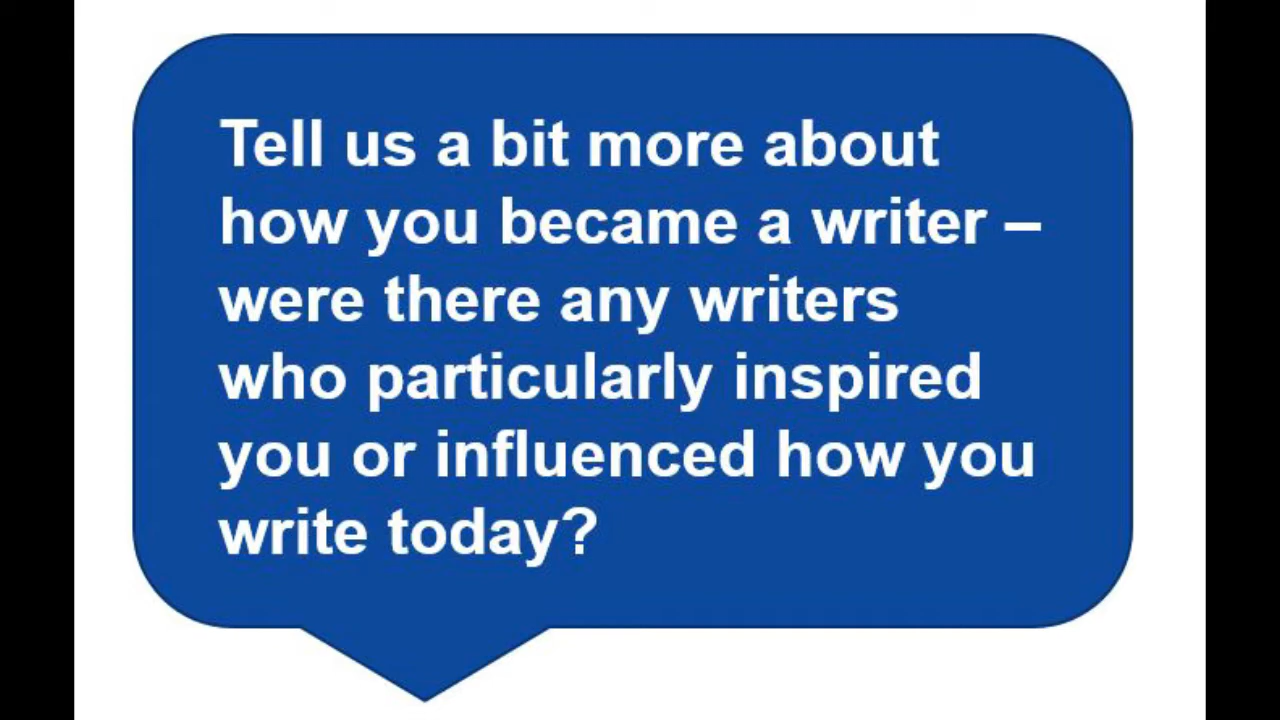 Tell us a bit more about
how you became a writer –
were there any writers
who particularly inspired
you or influenced how you
write today?